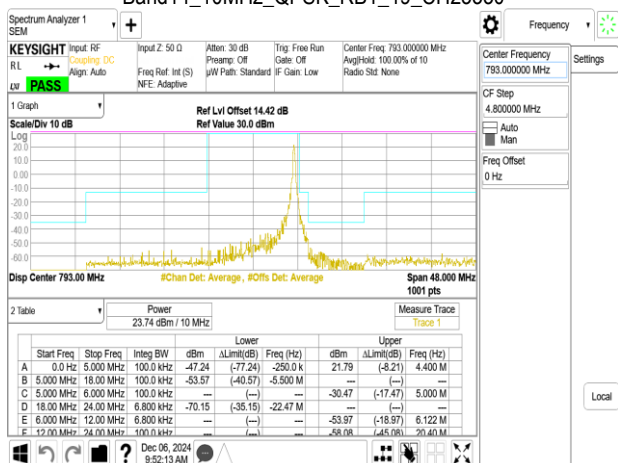 Spectrum Analyzer 1
SEM
Frequency
KEYSIGHT
Input: RF
Coupling: DC
Align: Auto
Input Z: 50 Ω
Freq Ref: Int (S)
NFE: Adaptive
Atten: 30 dB
Preamp: Off
µW Path: Standard
Trig: Free Run
Gate: Off
IF Gain: Low
Center Freq: 793.000000 MHz
Avg|Hold: 100.00% of 10
Radio Std: None
RL
LXI
PASS
Center Frequency
793.000000 MHz
Settings
CF Step
4.800000 MHz
Auto
Man
Freq Offset
0 Hz
Local
1 Graph
Ref Lvl Offset 14.42 dB
Scale/Div 10 dB
Ref Value 30.0 dBm
Log
20.0
10.0
0.00
-10.0
-20.0
-30.0
-40.0
-50.0
-60.0
Disp Center 793.00 MHz
#Chan Det: Average , #Offs Det: Average
Span 48.000 MHz
1001 pts
2 Table
Power
23.74 dBm / 10 MHz
Measure Trace
Trace 1
Lower Upper
Start Freq Stop Freq Integ BW dBm ΔLimit(dB) Freq (Hz) dBm ΔLimit(dB) Freq (Hz)
A 0.0 Hz 5.000 MHz 100.0 kHz -47.24 (-77.24) -250.0 k 21.79 (-8.21) 4.400 M
B 5.000 MHz 18.00 MHz 100.0 kHz -53.57 (-40.57) -5.500 M --- (---) ---
C 5.000 MHz 6.000 MHz 100.0 kHz --- (---) --- -30.47 (-17.47) 5.000 M
D 18.00 MHz 24.00 MHz 6.800 kHz -70.15 (-35.15) -22.47 M --- (---) ---
E 6.000 MHz 12.00 MHz 6.800 kHz --- (---) --- -53.97 (-18.97) 6.122 M
F 12.00 MHz 24.00 MHz 100.0 kHz --- (---) --- -58.08 (-45.08) 20.40 M
Dec 06, 2024
9:52:13 AM